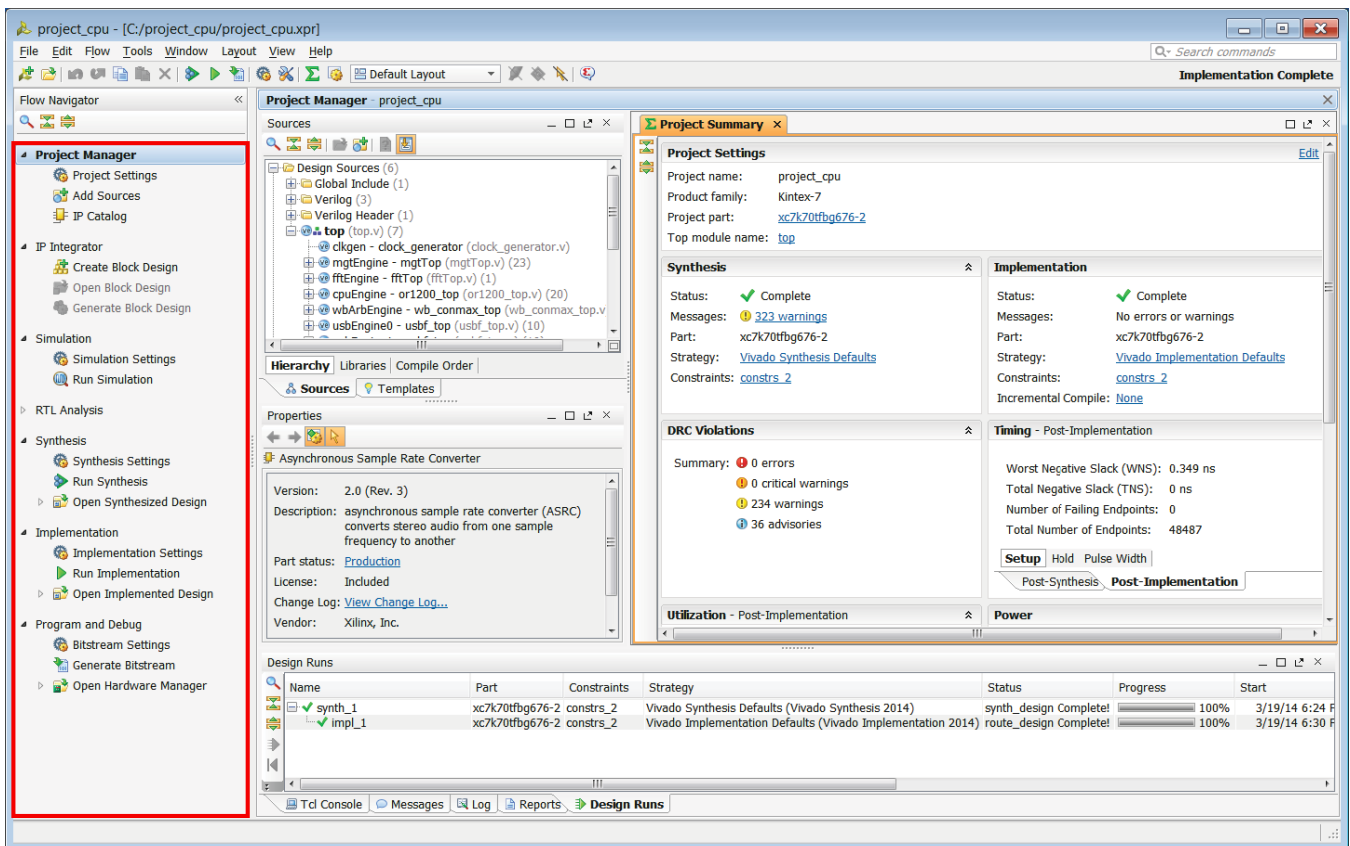 project_cpu - [C:/project_cpu/project_cpu.xpr]
File Edit Flow Tools Window Layout View Help
Search commands
Default Layout
Implementation Complete
Flow Navigator
Project Manager
Project Settings
Add Sources
IP Catalog
IP Integrator
Create Block Design
Open Block Design
Generate Block Design
Simulation
Simulation Settings
Run Simulation
RTL Analysis
Synthesis
Synthesis Settings
Run Synthesis
Open Synthesized Design
Implementation
Implementation Settings
Run Implementation
Open Implemented Design
Program and Debug
Bitstream Settings
Generate Bitstream
Open Hardware Manager
Project Manager - project_cpu
Sources
Design Sources (6)
Global Include (1)
Verilog (3)
Verilog Header (1)
top (top.v) (7)
clkgen - clock_generator (clock_generator.v)
mgtEngine - mgtTop (mgtTop.v) (23)
fftEngine - fftTop (fftTop.v) (1)
cpuEngine - or1200_top (or1200_top.v) (20)
wbArbEngine - wb_conmax_top (wb_conmax_top.v
usbEngine0 - usbf_top (usbf_top.v) (10)
Hierarchy Libraries Compile Order
Sources Templates
Properties
Asynchronous Sample Rate Converter
Version: 2.0 (Rev. 3)
Description: asynchronous sample rate converter (ASRC)
converts stereo audio from one sample
frequency to another
Part status: Production
License: Included
Change Log: View Change Log...
Vendor: Xilinx, Inc.
Σ Project Summary
Project Settings Edit
Project name: project_cpu
Product family: Kintex-7
Project part: xc7k70tfbg676-2
Top module name: top
Synthesis
Status: Complete
Messages: 323 warnings
Part: xc7k70tfbg676-2
Strategy: Vivado Synthesis Defaults
Constraints: constrs_2
Implementation
Status: Complete
Messages: No errors or warnings
Part: xc7k70tfbg676-2
Strategy: Vivado Implementation Defaults
Constraints: constrs_2
Incremental Compile: None
DRC Violations
Summary: 0 errors
0 critical warnings
234 warnings
36 advisories
Timing - Post-Implementation
Worst Negative Slack (WNS): 0.349 ns
Total Negative Slack (TNS): 0 ns
Number of Failing Endpoints: 0
Total Number of Endpoints: 48487
Setup Hold Pulse Width
Post-Synthesis Post-Implementation
Utilization - Post-Implementation
Power
Design Runs
Name Part Constraints Strategy Status Progress Start
synth_1 xc7k70tfbg676-2 constrs_2 Vivado Synthesis Defaults (Vivado Synthesis 2014) synth_design Complete! 100% 3/19/14 6:24
impl_1 xc7k70tfbg676-2 constrs_2 Vivado Implementation Defaults (Vivado Implementation 2014) route_design Complete! 100% 3/19/14 6:30
Tcl Console Messages Log Reports Design Runs